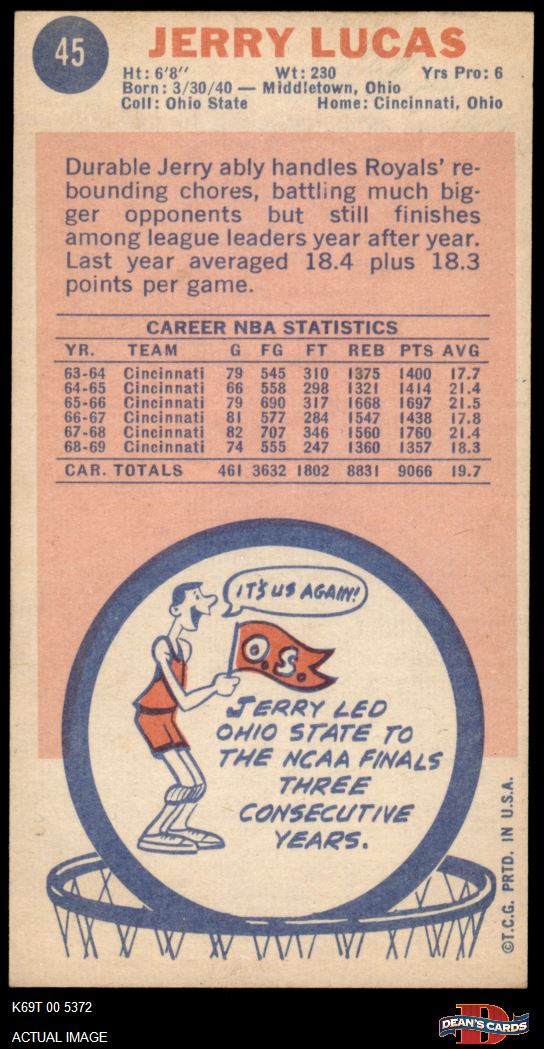 45
JERRY LUCAS
Ht: 6'8" Wt: 230 Yrs Pro: 6
Born: 3/30/40 — Middletown, Ohio
Coll: Ohio State Home: Cincinnati, Ohio
Durable Jerry ably handles Royals' re-
bounding chores, battling much big-
ger opponents but still finishes
among league leaders year after year.
Last year averaged 18.4 plus 18.3
points per game.
CAREER NBA STATISTICS
YR. TEAM G FG FT REB PTS AVG
63-64 Cincinnati 79 545 310 1375 1400 17.7
64-65 Cincinnati 66 558 298 1321 1414 21.4
65-66 Cincinnati 79 690 317 1668 1697 21.5
66-67 Cincinnati 81 577 284 1547 1438 17.8
67-68 Cincinnati 82 707 346 1560 1760 21.4
68-69 Cincinnati 74 555 247 1360 1357 18.3
CAR. TOTALS 461 3632 1802 8831 9066 19.7
IT'S US AGAIN!
O.S.
JERRY LED
OHIO STATE TO
THE NCAA FINALS
THREE
CONSECUTIVE
YEARS.
©T.C.G. PRTD. IN U.S.A.
K69T 00 5372
ACTUAL IMAGE
D
DEAN'S CARDS